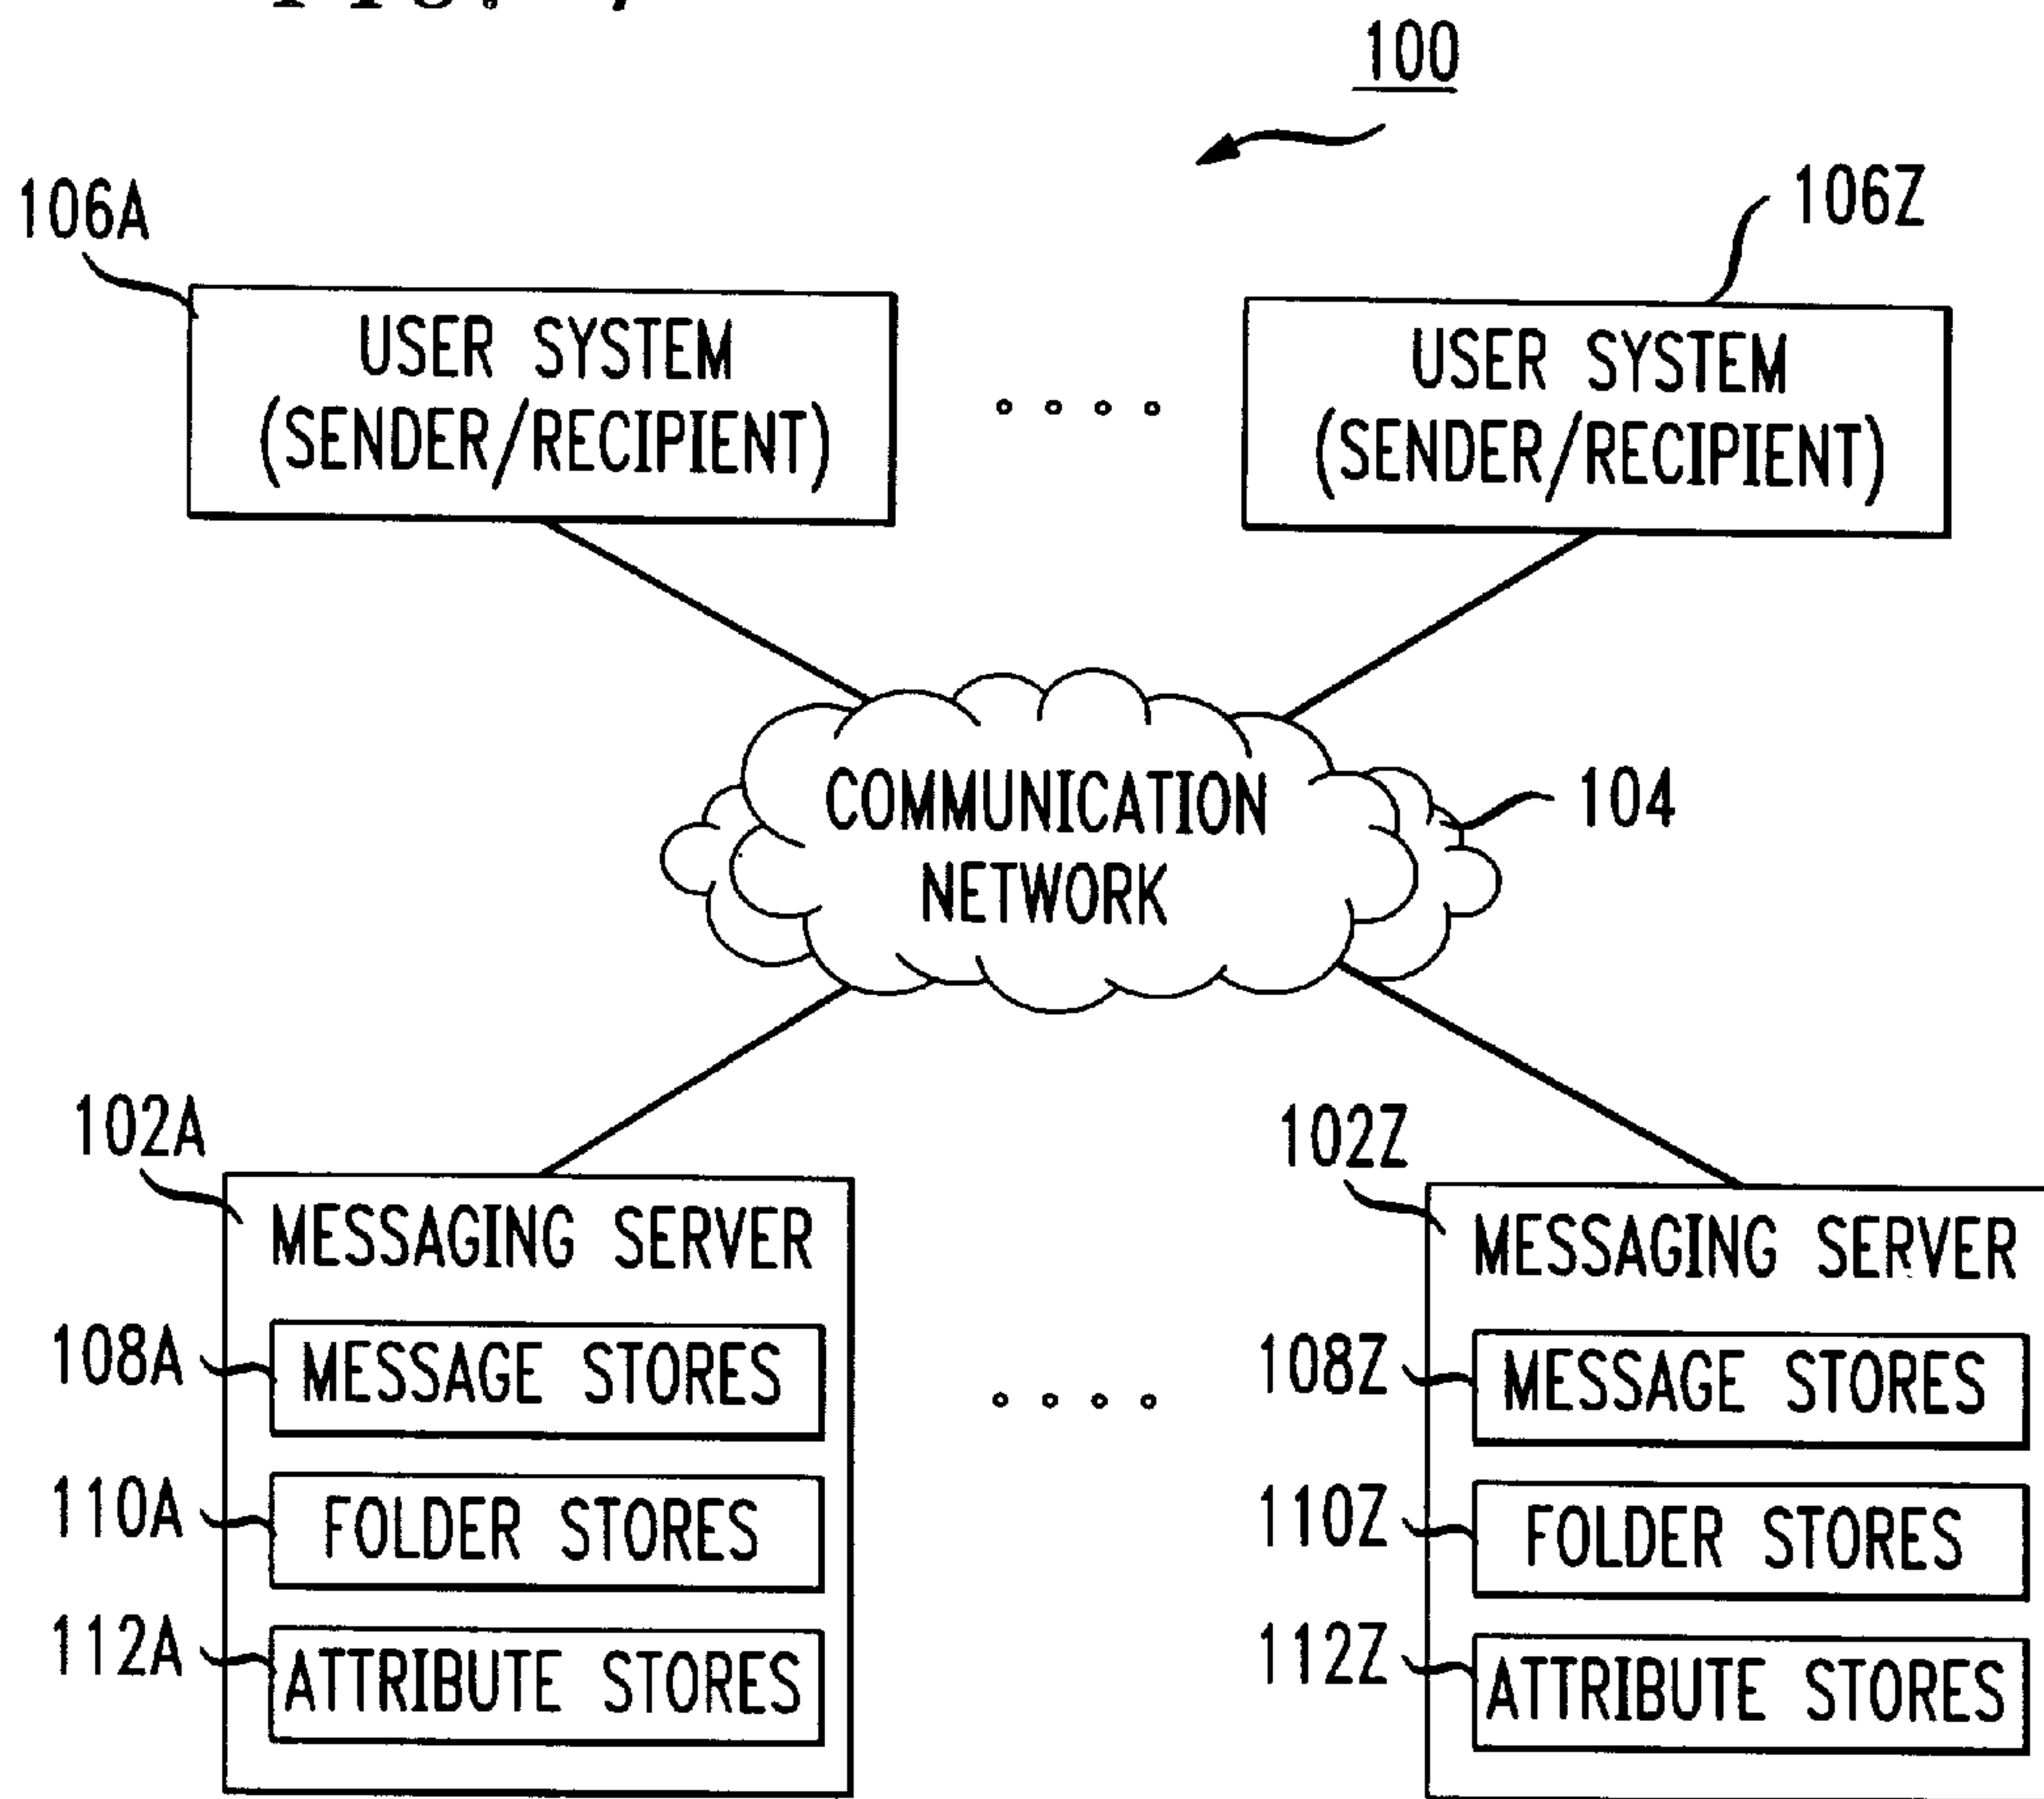 100
106A
106Z
USER SYSTEM
(SENDER/RECIPIENT)
USER SYSTEM
(SENDER/RECIPIENT)
COMMUNICATION
NETWORK
104
102A
102Z
MESSAGING SERVER
108A
MESSAGE STORES
110A
FOLDER STORES
112A
ATTRIBUTE STORES
MESSAGING SERVER
108Z
MESSAGE STORES
110Z
FOLDER STORES
112Z
ATTRIBUTE STORES